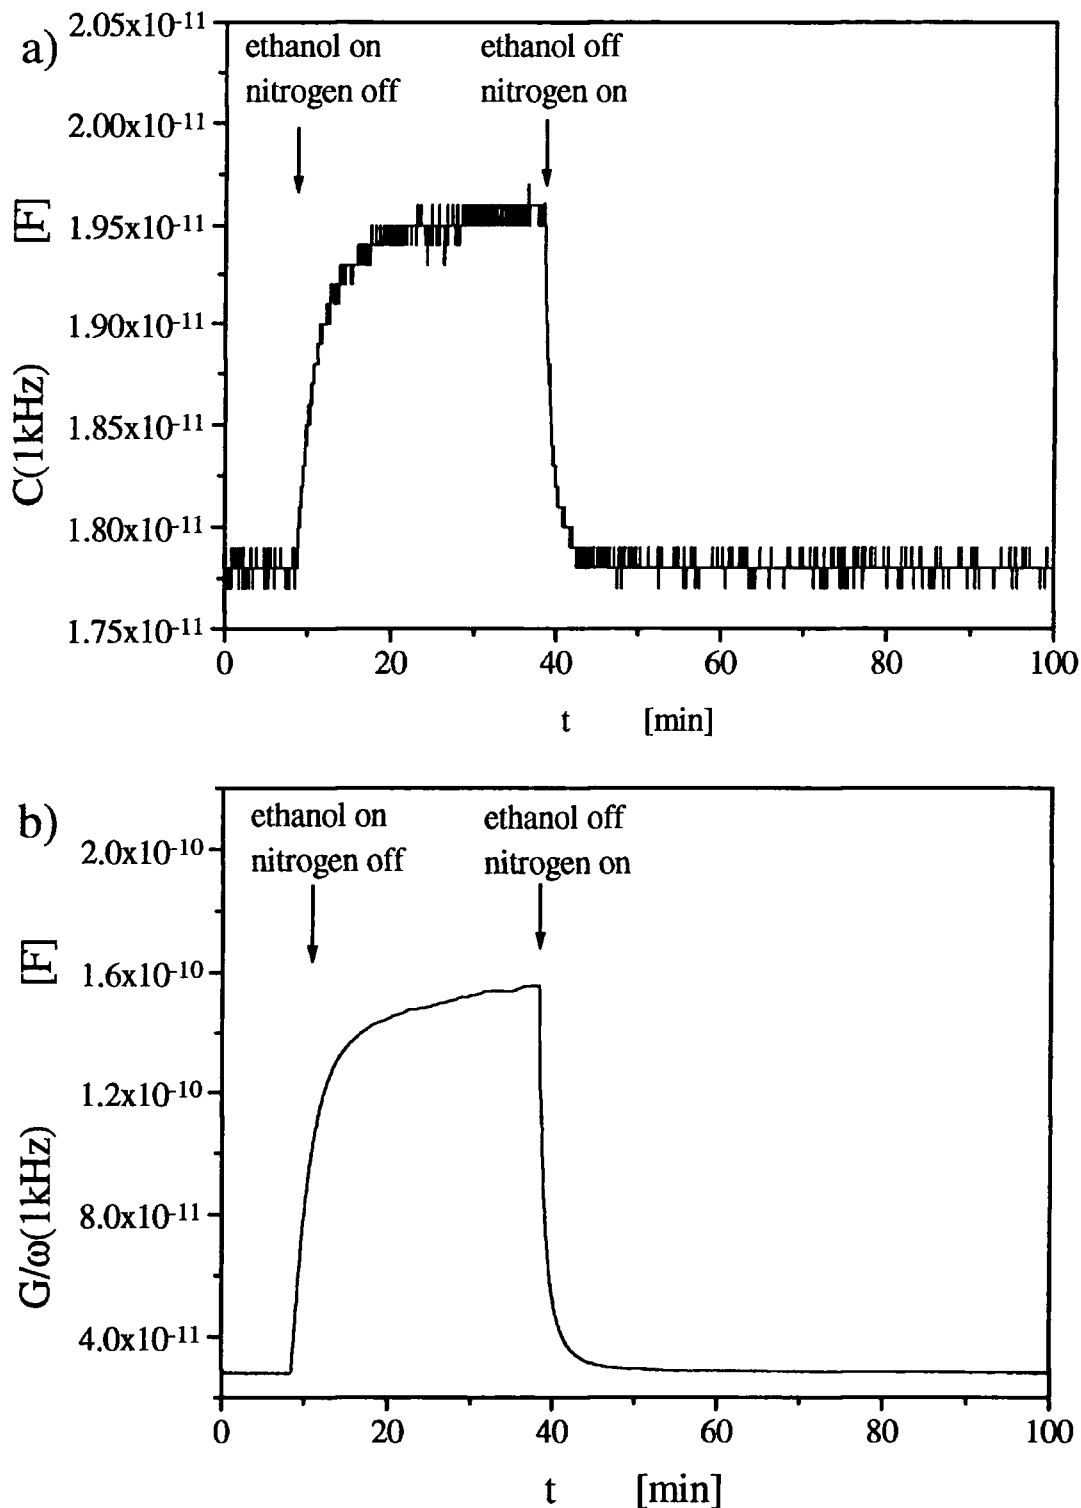 a)
2.05x10-11
2.00x10-11
1.95x10-11
1.90x10-11
1.85x10-11
1.80x10-11
1.75x10-11
C(1kHz) [F]
ethanol on
nitrogen off
ethanol off
nitrogen on
0 20 40 60 80 100
t [min]
b)
2.0x10-10
1.6x10-10
1.2x10-10
8.0x10-11
4.0x10-11
G/ω(1kHz) [F]
ethanol on
nitrogen off
ethanol off
nitrogen on
0 20 40 60 80 100
t [min]